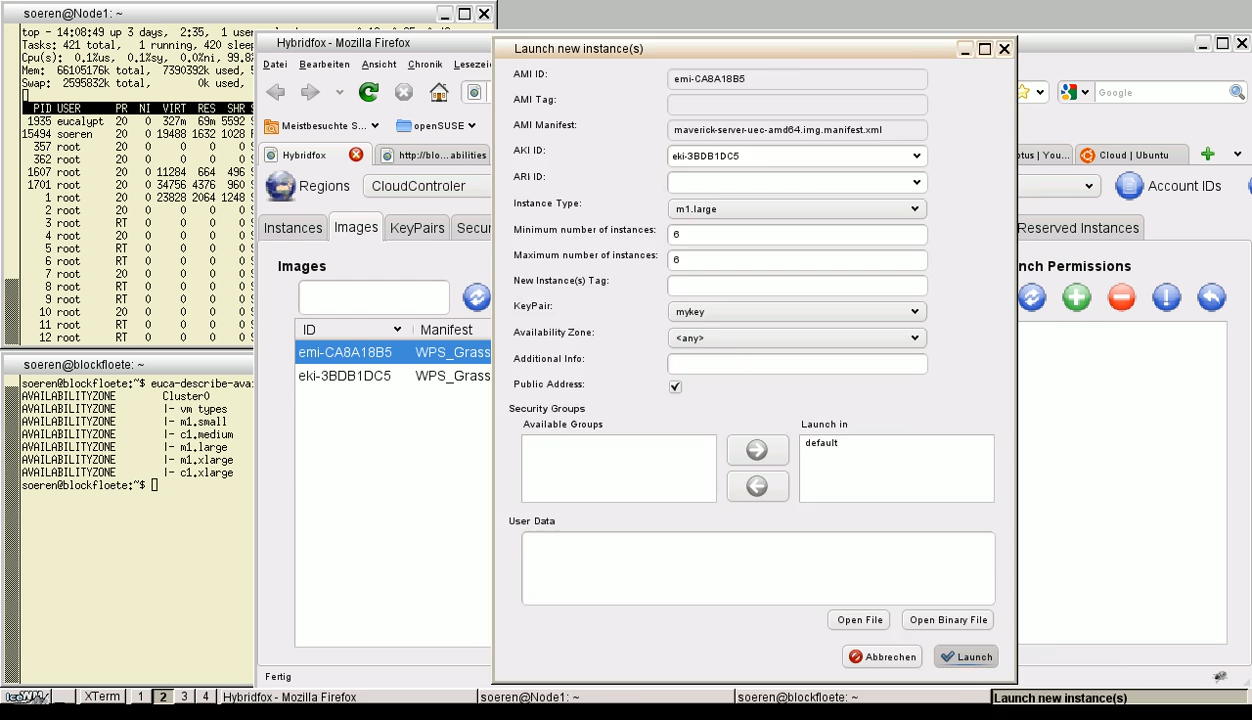 soeren@Node1: ~
top - 14:08:49 up 3 days, 2:35, 1 user
Tasks: 421 total, 1 running, 420 sleep
Cpu(s): 0.1%us, 0.1%sy, 0.0%ni, 99.8%
Mem: 66105176k total, 7390392k used, 5
Swap: 2595832k total, 0k used,
PID USER PR NI VIRT RES SHR S
1935 eucalypt 20 0 327m 69m 5592 S
15494 soeren 20 0 19488 1632 1028 R
357 root 20 0 0 0 0 S
362 root 20 0 0 0 0 S
1607 root 20 0 11284 664 496 S
1701 root 20 0 34756 4376 960 S
1 root 20 0 23828 2064 1248 S
2 root 20 0 0 0 0 S
3 root RT 0 0 0 0 S
4 root 20 0 0 0 0 S
5 root RT 0 0 0 0 S
6 root RT 0 0 0 0 S
7 root 20 0 0 0 0 S
8 root RT 0 0 0 0 S
9 root RT 0 0 0 0 S
10 root 20 0 0 0 0 S
11 root RT 0 0 0 0 S
12 root RT 0 0 0 0 S
soeren@blockfloete: ~
soeren@blockfloete:~$ euca-describe-ava
AVAILABILITYZONE Cluster0
AVAILABILITYZONE |- vm types
AVAILABILITYZONE |- m1.small
AVAILABILITYZONE |- c1.medium
AVAILABILITYZONE |- m1.large
AVAILABILITYZONE |- m1.xlarge
AVAILABILITYZONE |- c1.xlarge
soeren@blockfloete:~$
Hybridfox - Mozilla Firefox
Datei Bearbeiten Ansicht Chronik Lesezei
Meistbesuchte S... openSUSE
Hybridfox http://blo...abilities
Regions CloudControler
Instances Images KeyPairs Secur
Images
ID Manifest
emi-CA8A18B5 WPS_Grass
eki-3BDB1DC5 WPS_Grass
Fertig
Launch new instance(s)
AMI ID: emi-CA8A18B5
AMI Tag:
AMI Manifest: maverick-server-uec-amd64.img.manifest.xml
AKI ID: eki-3BDB1DC5
ARI ID:
Instance Type: m1.large
Minimum number of instances: 6
Maximum number of instances: 6
New Instance(s) Tag:
KeyPair: mykey
Availability Zone: <any>
Additional Info:
Public Address:
Security Groups
Available Groups Launch in
default
User Data
Open File Open Binary File
Abbrechen Launch
Google
otus | You... Cloud | Ubuntu
Account IDs
Reserved Instances
nch Permissions
XTerm 1 2 3 4 Hybridfox - Mozilla Firefox soeren@Node1: ~ soeren@blockfloete: ~ Launch new instance(s)